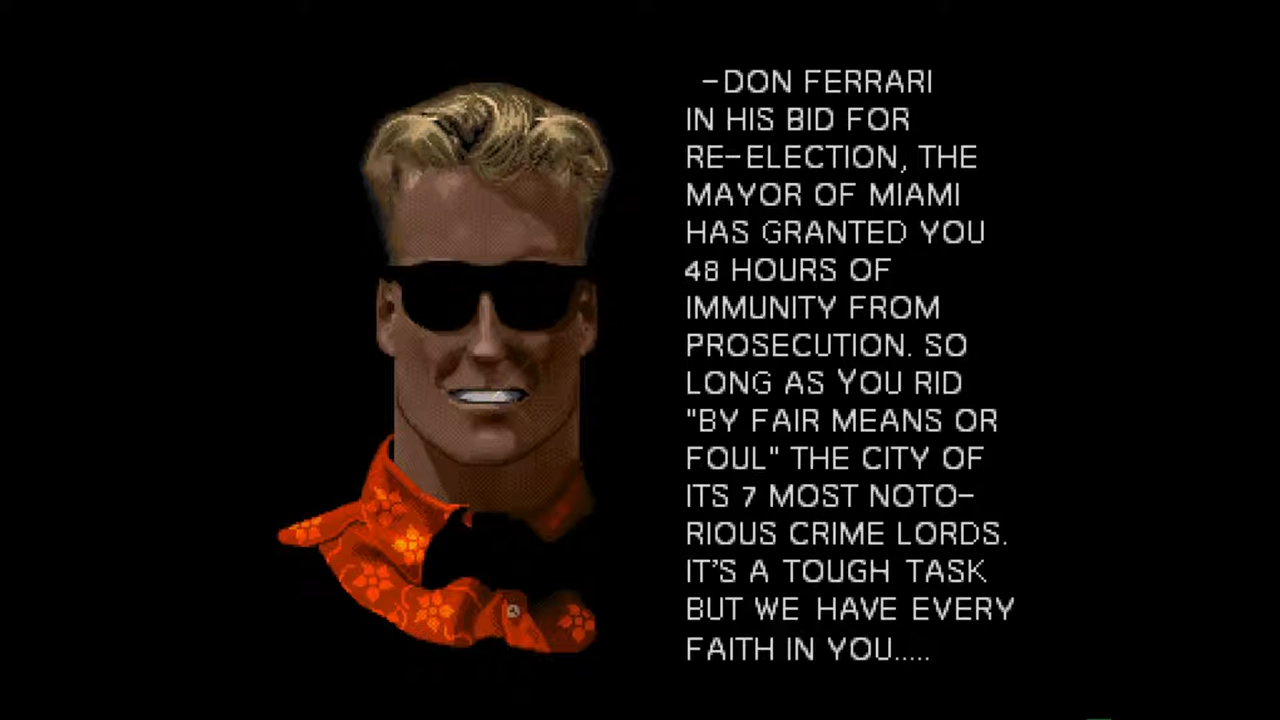 -DON FERRARI
IN HIS BID FOR
RE-ELECTION, THE
MAYOR OF MIAMI
HAS GRANTED YOU
48 HOURS OF
IMMUNITY FROM
PROSECUTION. SO
LONG AS YOU RID
"BY FAIR MEANS OR
FOUL" THE CITY OF
ITS 7 MOST NOTO-
RIOUS CRIME LORDS.
IT'S A TOUGH TASK
BUT WE HAVE EVERY
FAITH IN YOU.....